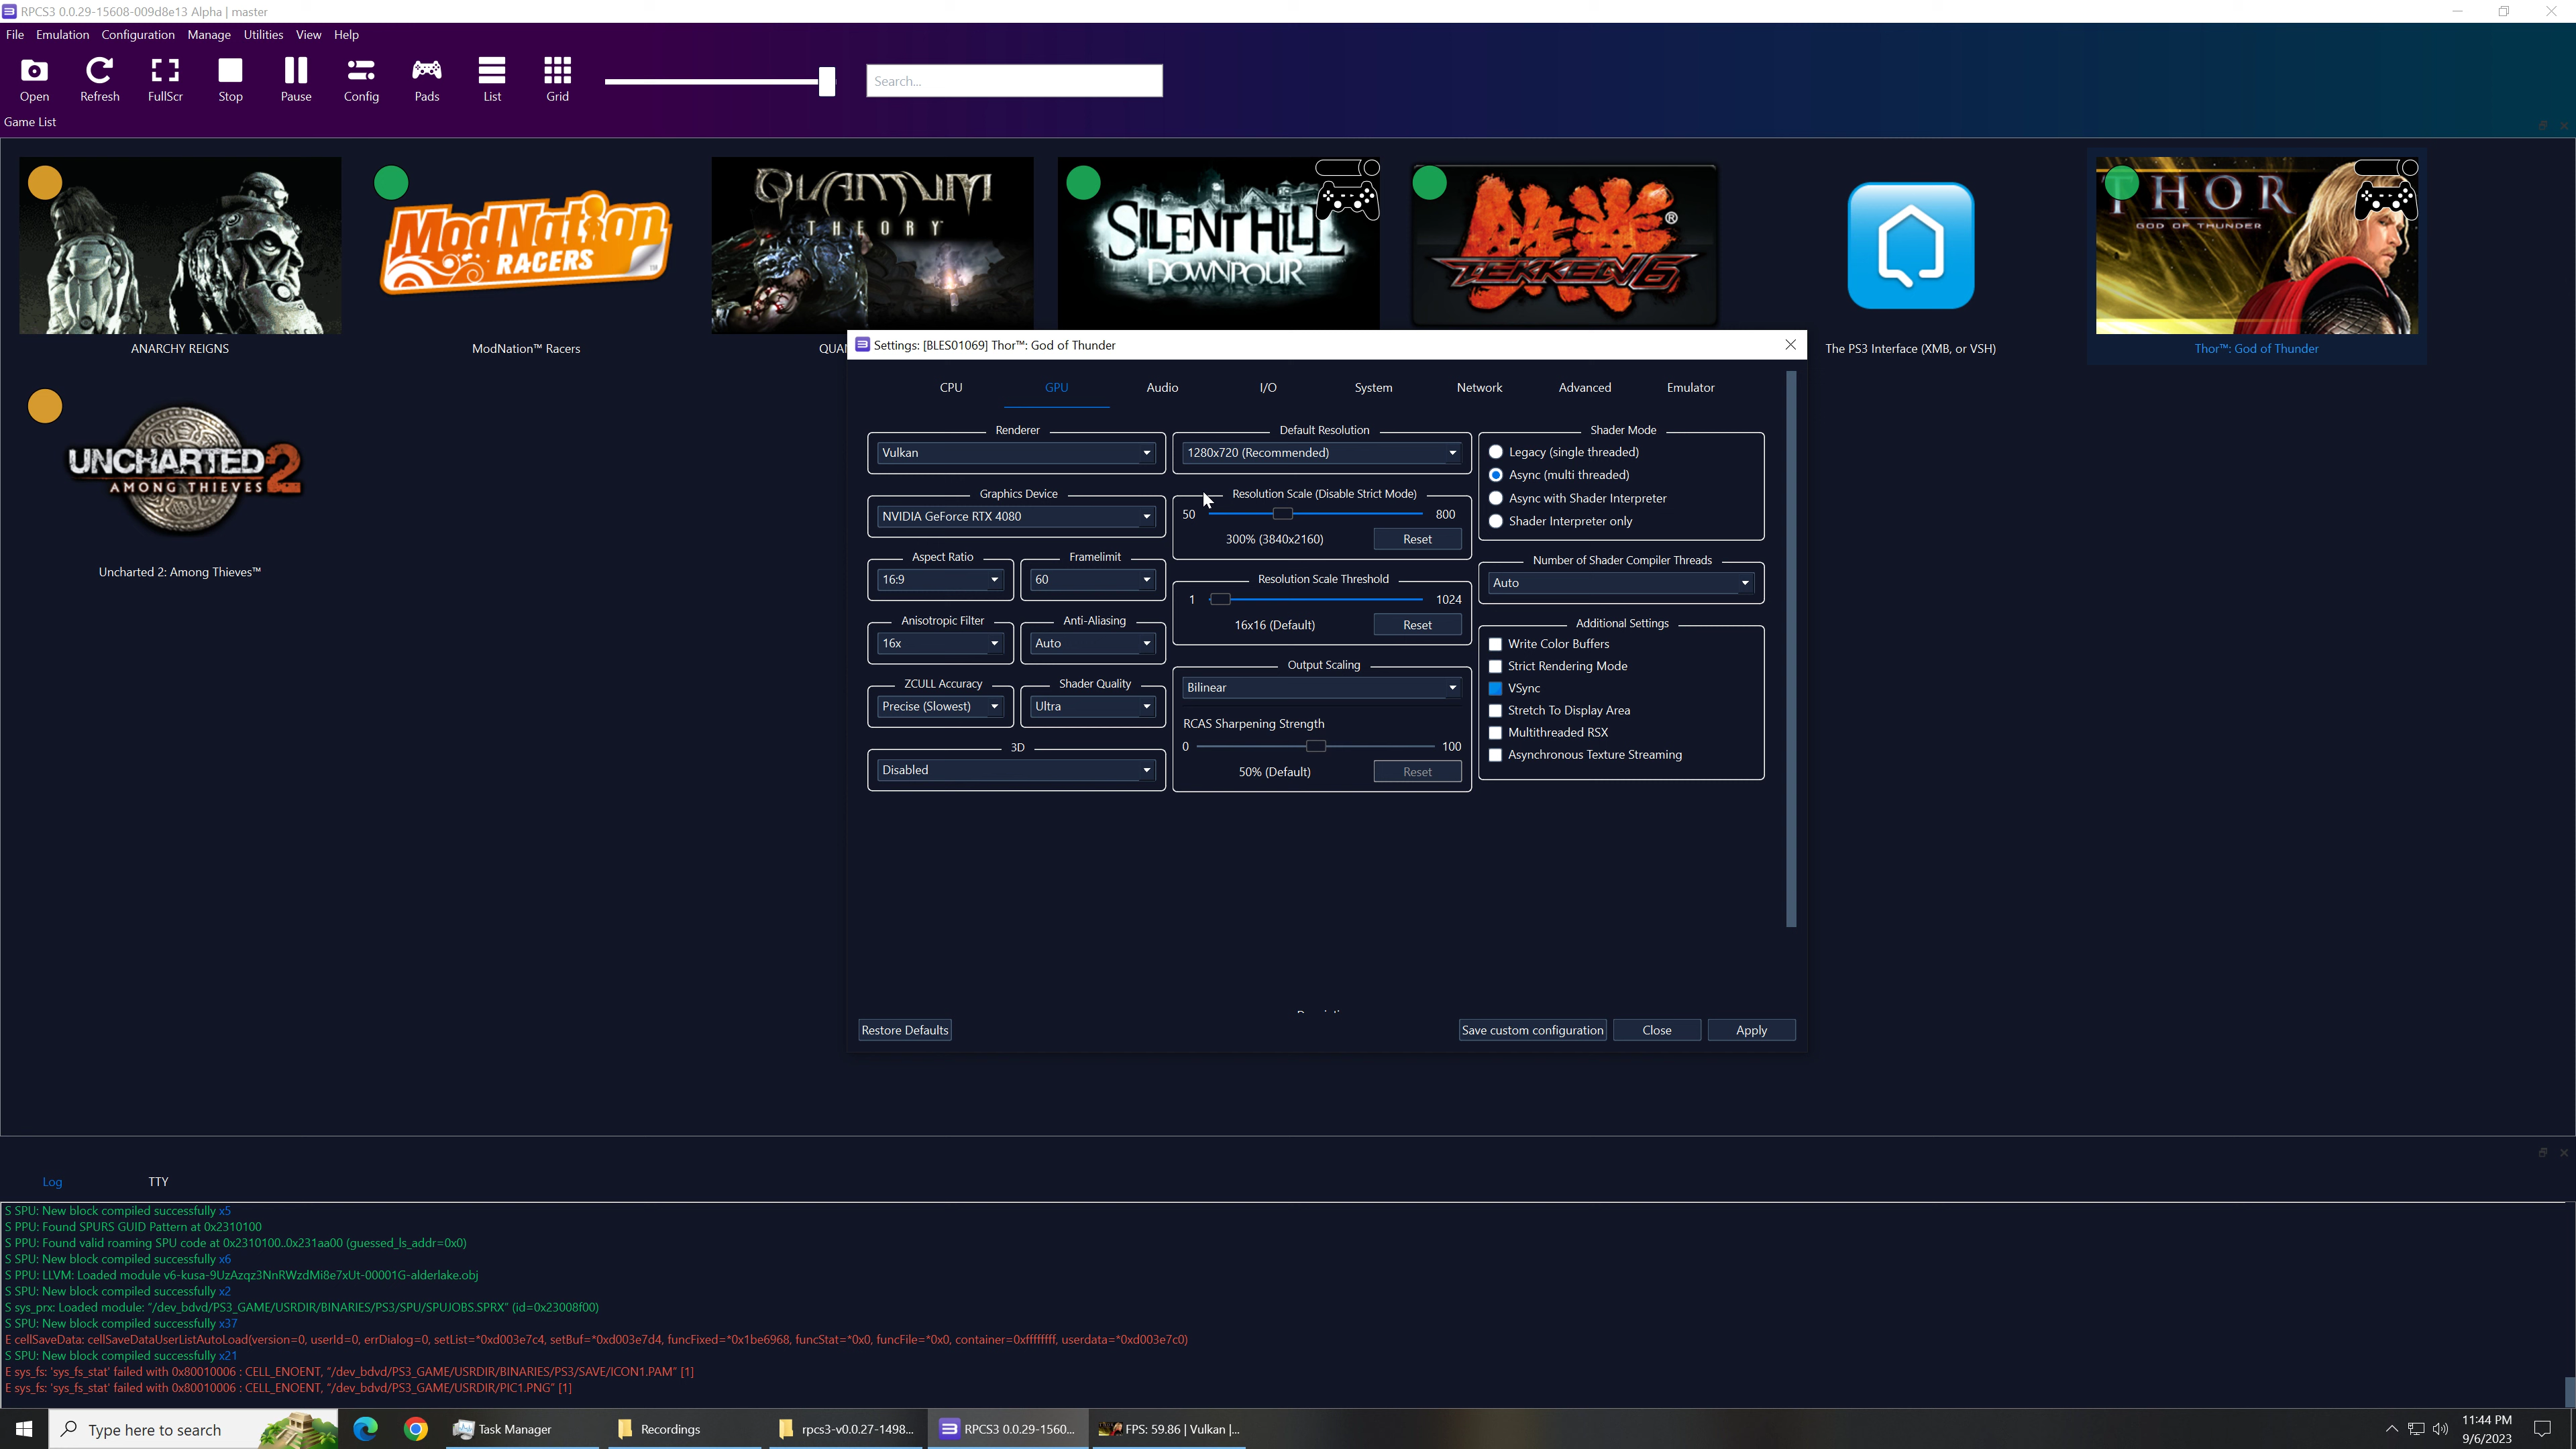 RPCS3 0.0.29-15608-009d8e13 Alpha | master
File Emulation Configuration Manage Utilities View Help
Open Refresh FullScr Stop Pause Config Pads List Grid
Search...
Game List
QUANTUM THEORY
SILENT HILL DOWNPOUR
鉄拳®
TEKKEN 6
THOR
GOD OF THUNDER
ModNation RACERS
ANARCHY REIGNS
ModNation™ Racers
QUAN
The PS3 Interface (XMB, or VSH)
Thor™: God of Thunder
UNCHARTED 2
AMONG THIEVES™
Uncharted 2: Among Thieves™
Settings: [BLES01069] Thor™: God of Thunder
CPU GPU Audio I/O System Network Advanced Emulator
Renderer
Vulkan
Graphics Device
NVIDIA GeForce RTX 4080
Aspect Ratio
16:9
Framelimit
60
Anisotropic Filter
16x
Anti-Aliasing
Auto
ZCULL Accuracy
Precise (Slowest)
Shader Quality
Ultra
3D
Disabled
Default Resolution
1280x720 (Recommended)
Resolution Scale (Disable Strict Mode)
50 800
300% (3840x2160) Reset
Resolution Scale Threshold
1 1024
16x16 (Default) Reset
Output Scaling
Bilinear
RCAS Sharpening Strength
0 100
50% (Default) Reset
Shader Mode
Legacy (single threaded)
Async (multi threaded)
Async with Shader Interpreter
Shader Interpreter only
Number of Shader Compiler Threads
Auto
Additional Settings
Write Color Buffers
Strict Rendering Mode
VSync
Stretch To Display Area
Multithreaded RSX
Asynchronous Texture Streaming
Restore Defaults Save custom configuration Close Apply
Log TTY
S SPU: New block compiled successfully x5
S PPU: Found SPURS GUID Pattern at 0x2310100
S PPU: Found valid roaming SPU code at 0x2310100..0x231aa00 (guessed_ls_addr=0x0)
S SPU: New block compiled successfully x6
S PPU: LLVM: Loaded module v6-kusa-9UzAzqz3NnRWzdMi8e7xUt-00001G-alderlake.obj
S SPU: New block compiled successfully x2
S sys_prx: Loaded module: "/dev_bdvd/PS3_GAME/USRDIR/BINARIES/PS3/SPU/SPUJOBS.SPRX" (id=0x23008f00)
S SPU: New block compiled successfully x37
E cellSaveData: cellSaveDataUserListAutoLoad(version=0, userId=0, errDialog=0, setList=*0xd003e7c4, setBuf=*0xd003e7d4, funcFixed=*0x1be6968, funcStat=*0x0, funcFile=*0x0, container=0xffffffff, userdata=*0xd003e7c0)
S SPU: New block compiled successfully x21
E sys_fs: 'sys_fs_stat' failed with 0x80010006 : CELL_ENOENT, "/dev_bdvd/PS3_GAME/USRDIR/BINARIES/PS3/SAVE/ICON1.PAM" [1]
E sys_fs: 'sys_fs_stat' failed with 0x80010006 : CELL_ENOENT, "/dev_bdvd/PS3_GAME/USRDIR/PIC1.PNG" [1]
Type here to search
Task Manager
Recordings
rpcs3-v0.0.27-1498...
RPCS3 0.0.29-1560...
FPS: 59.86 | Vulkan |...
11:44 PM
9/6/2023